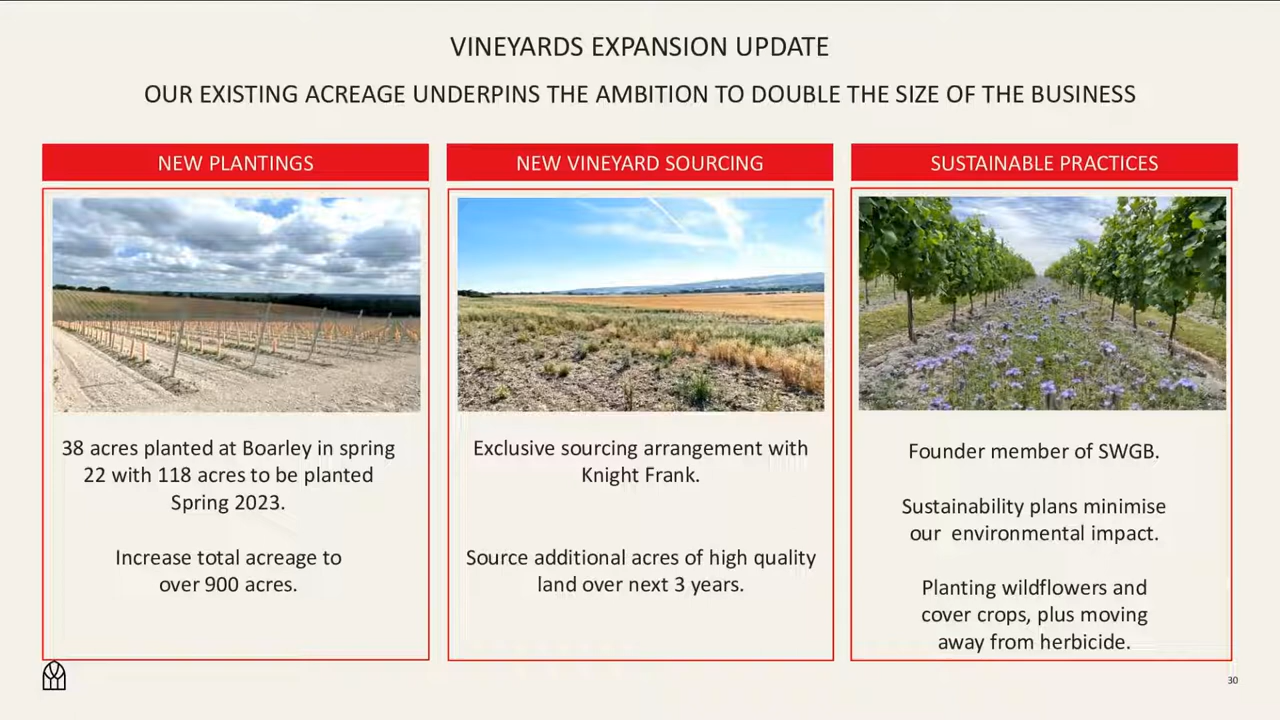 VINEYARDS EXPANSION UPDATE
OUR EXISTING ACREAGE UNDERPINS THE AMBITION TO DOUBLE THE SIZE OF THE BUSINESS
NEW PLANTINGS
38 acres planted at Boarley in spring
22 with 118 acres to be planted
Spring 2023.
Increase total acreage to
over 900 acres.
NEW VINEYARD SOURCING
Exclusive sourcing arrangement with
Knight Frank.
Source additional acres of high quality
land over next 3 years.
SUSTAINABLE PRACTICES
Founder member of SWGB.
Sustainability plans minimise
our  environmental impact.
Planting wildflowers and
cover crops, plus moving
away from herbicide.
30